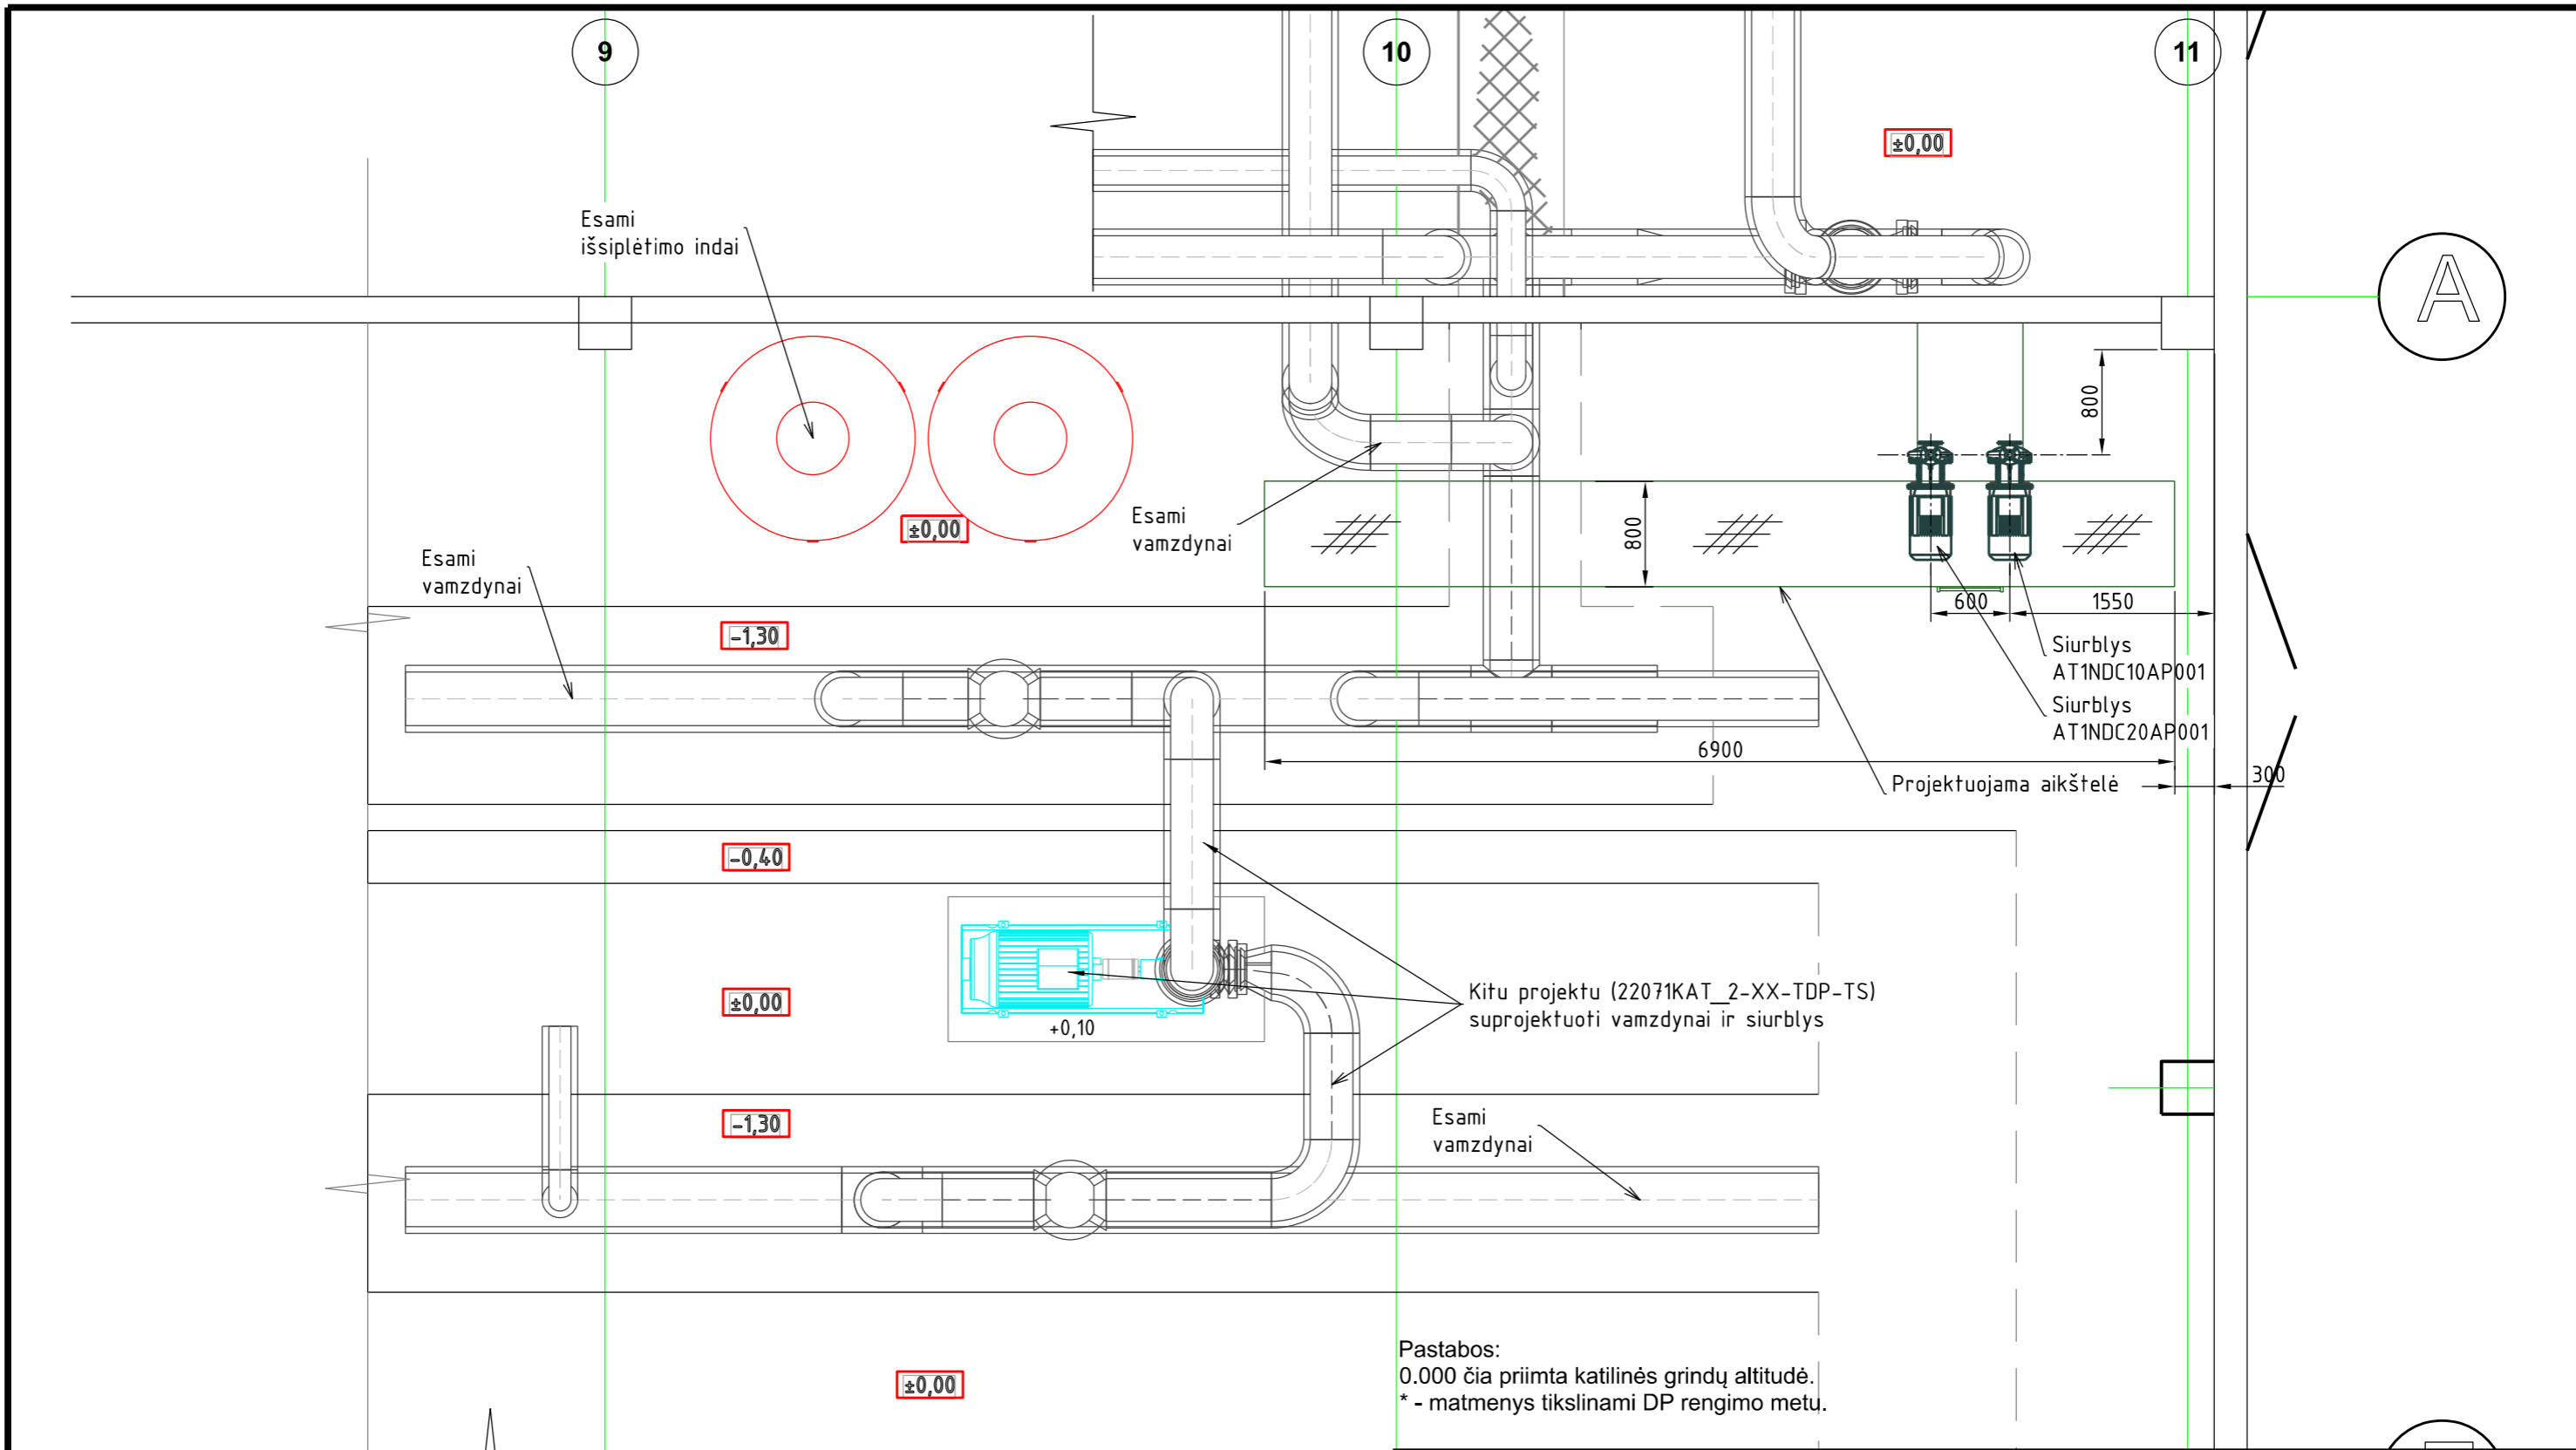 9
10
11
±0,00
Esami
išsiplėtimo indai
A
800
Esami
vamzdynai
±0,00
800
Esami
vamzdynai
600
1550
-1,30
Siurblys
AT1NDC10AP001
Siurblys
AT1NDC20AP001
6900
300
Projektuojama aikštelė
-0,40
±0,00
+0,10
Kitu projektu (22071KAT_2-XX-TDP-TS)
suprojektuoti vamzdynai ir siurblys
-1,30
Esami
vamzdynai
Pastabos:
0.000 čia priimta katilinės grindų altitudė.
* - matmenys tikslinami DP rengimo metu.
±0,00